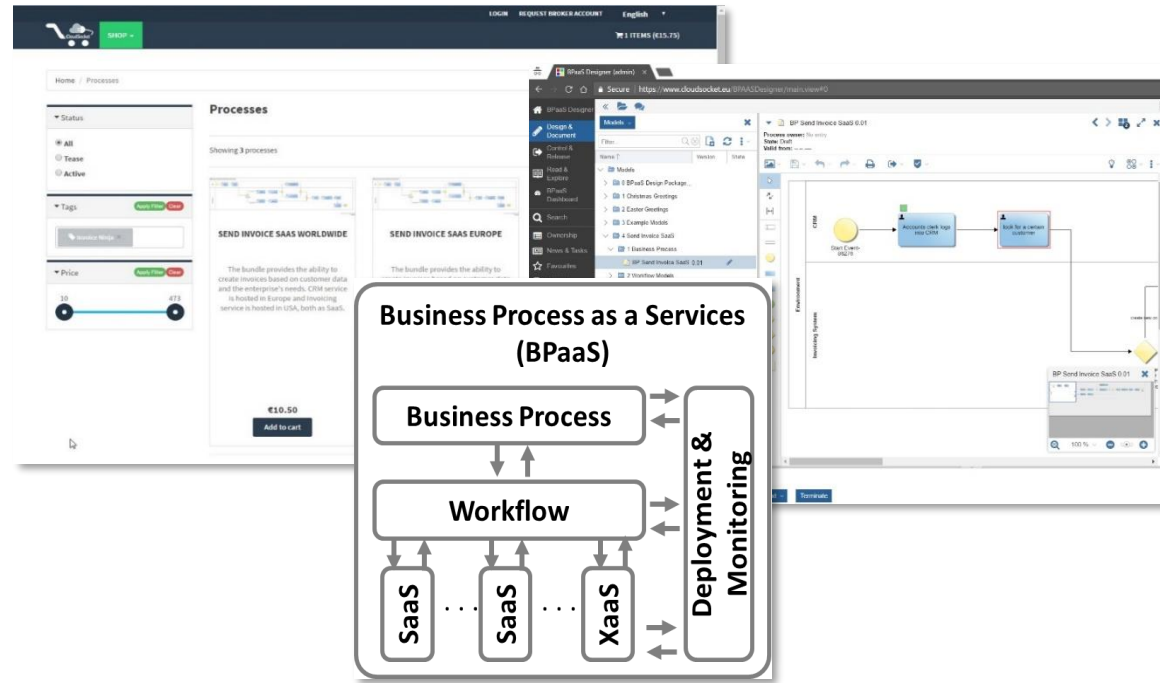 LOGIN REQUEST BROKER ACCOUNT English
CloudSocket SHOP
1 ITEMS (€15.75)
Home / Processes
Status
All
Tease
Active
Tags Apply Filter Clear
Invoice Ninja
Price Apply Filter Clear
10 473
Processes
Showing 3 processes
SEND INVOICE SAAS WORLDWIDE
The bundle provides the ability to
create invoices based on customer data
and the enterprise's needs. CRM service
is hosted in Europe and Invoicing
service is hosted in USA, both as SaaS.
€10.50
Add to cart
SEND INVOICE SAAS EUROPE
The bundle provides the ability to
BPaaS Designer (admin)
Secure https://www.cloudsocket.eu/BPAASDesigner/main.view#0
BPaaS Designer
Design &
Document
Control &
Release
Read &
Explore
BPaaS
Dashboard
Search
Ownership
News & Tasks
Favourites
Models
Filter...
Name Version State
Models
0 BPaaS Design Package...
1 Christmas Greetings
2 Easter Greetings
3 Example Models
4 Send Invoice SaaS
1 Business Process
BP Send Invoice SaaS 0.01
2 Workflow Models
BP Send Invoice SaaS 0.01
Process owner: No entry
State: Draft
Valid from:
CRM
Environment
Invoicing System
Start Event-
Accounts clerk logs
into CRM
look for a certain
customer
BP Send Invoice SaaS 0.01
100 %
Terminate
Business Process as a Services
(BPaaS)
Business Process
Workflow
SaaS . . . SaaS . . . XaaS
Deployment &
Monitoring